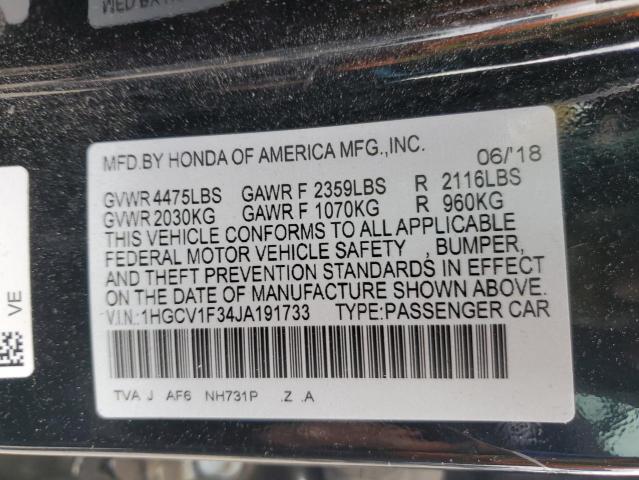 MFD.BY HONDA OF AMERICA MFG.,INC. 06/'18
GVWR 4475LBS GAWR F 2359LBS R 2116LBS
GVWR 2030KG GAWR F 1070KG R 960KG
THIS VEHICLE CONFORMS TO ALL APPLICABLE
FEDERAL MOTOR VEHICLE SAFETY , BUMPER,
AND THEFT PREVENTION STANDARDS IN EFFECT
ON THE DATE OF MANUFACTURE SHOWN ABOVE.
V.I.N.:1HGCV1F34JA191733 TYPE:PASSENGER CAR
TVA J AF6 NH731P .Z .A
VE